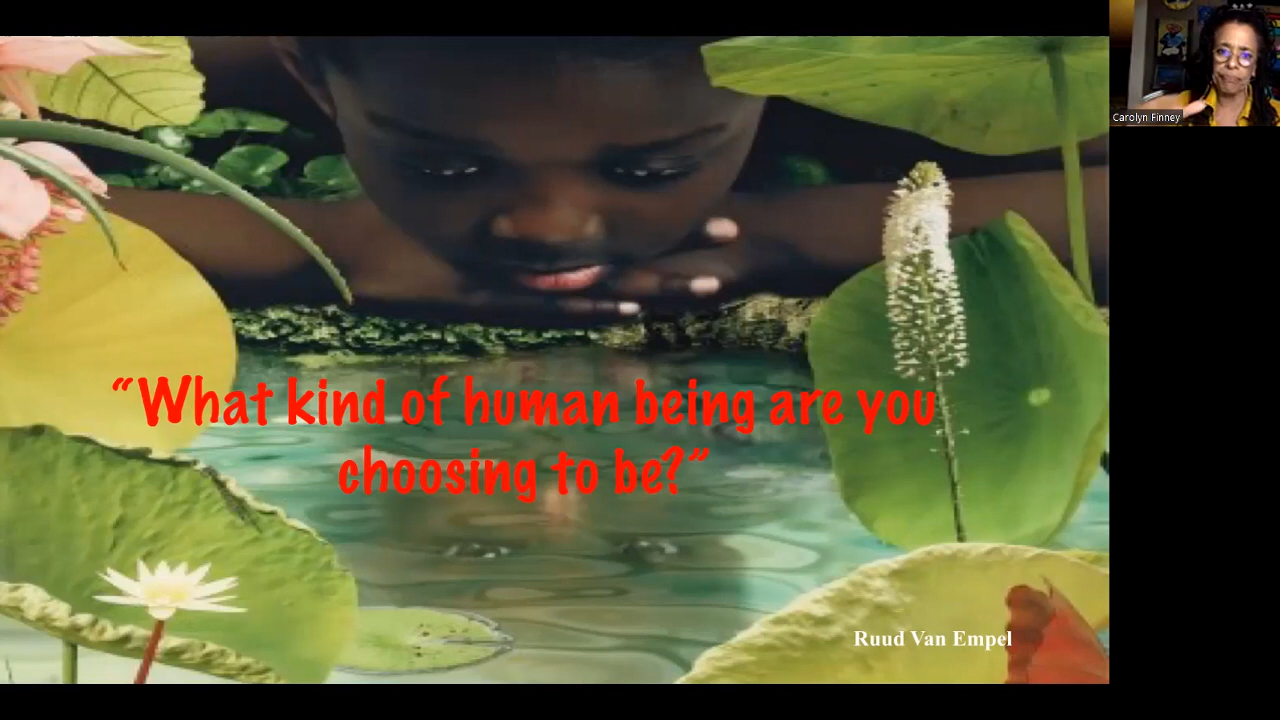 Carolyn Finney
“What kind of human being are you
choosing to be?”
Ruud Van Empel